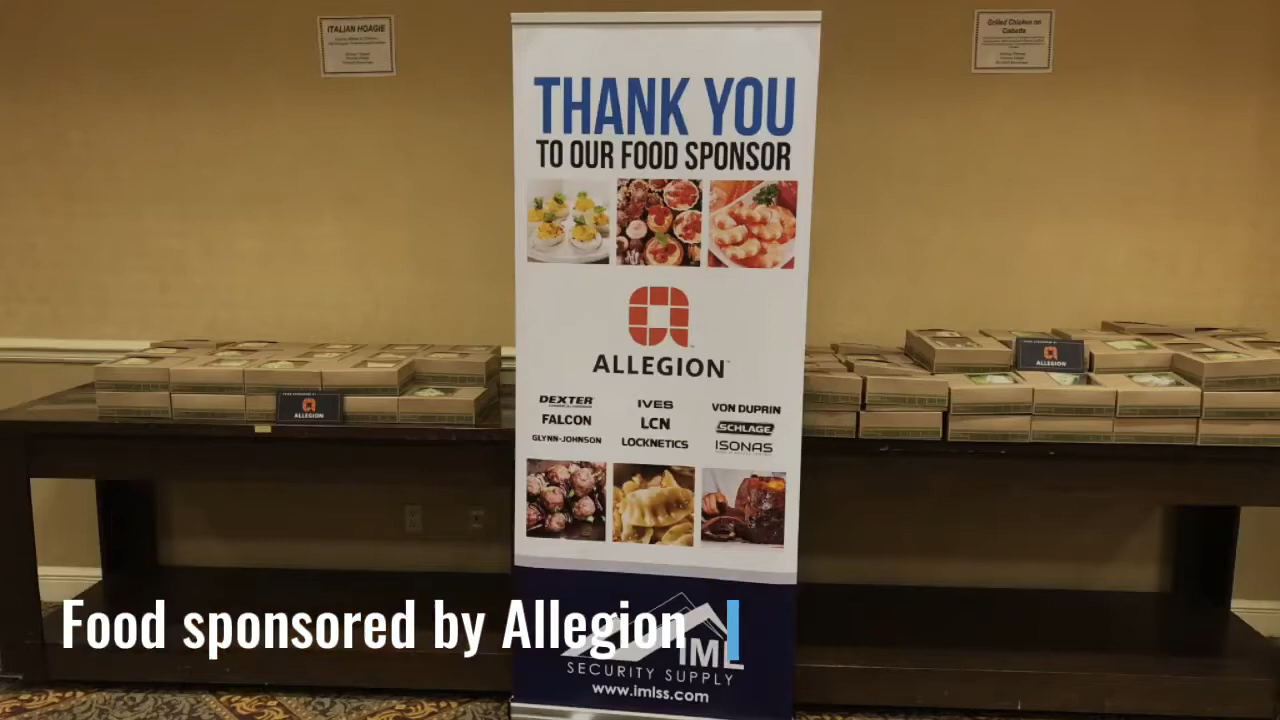 ITALIAN HOAGIE
Grilled Chicken on
Ciabatta
THANK YOU
TO OUR FOOD SPONSOR
ALLEGION™
DEXTER
IVES
VON DUPRIN
FALCON
LCN
SCHLAGE
GLYNN-JOHNSON
LOCKNETICS
ISONAS
ALLEGION
ALLEGION
Food sponsored by Allegion
IML
SECURITY SUPPLY
www.imlss.com